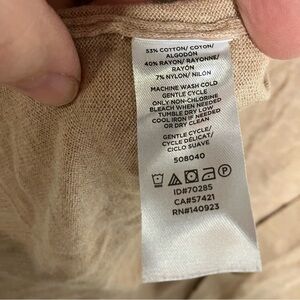 53% COTTON/ COTON/
ALGODÓN
40% RAYON/ RAYONNE/
RAYÓN
7% NYLON/ NILÓN
MACHINE WASH COLD
GENTLE CYCLE
ONLY NON-CHLORINE
BLEACH WHEN NEEDED
TUMBLE DRY LOW
COOL IRON IF NEEDED
OR DRY CLEAN
GENTLE CYCLE/
CYCLE DÉLICAT/
CICLO SUAVE
508040
ID#70285
CA#57421
RN#140923